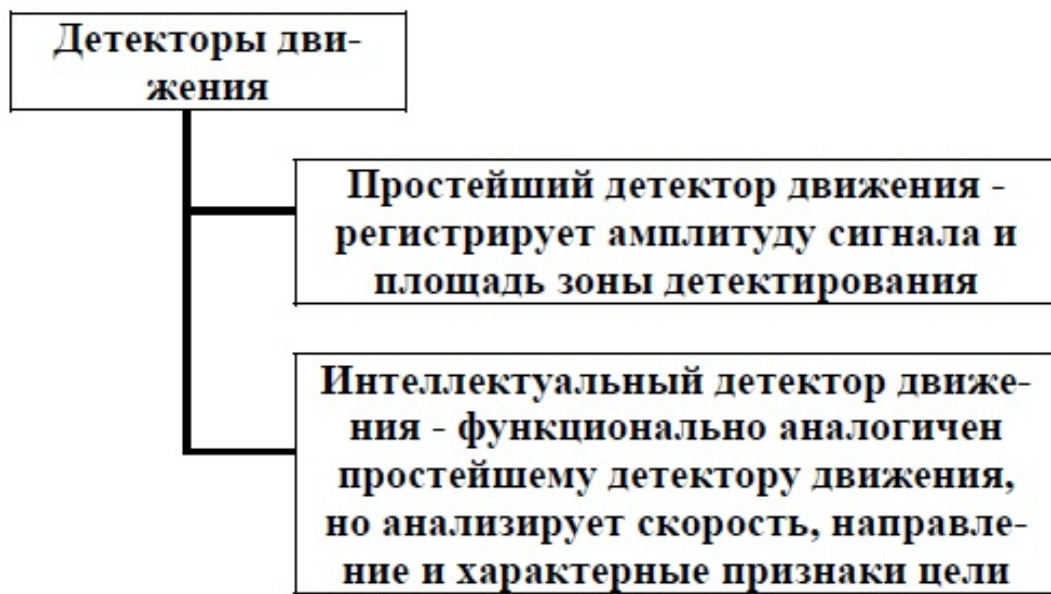 Детекторы дви-
жения
Простейший детектор движения -
регистрирует амплитуду сигнала и
площадь зоны детектирования
Интеллектуальный детектор движе-
ния - функционально аналогичен
простейшему детектору движения,
но анализирует скорость, направле-
ние и характерные признаки цели